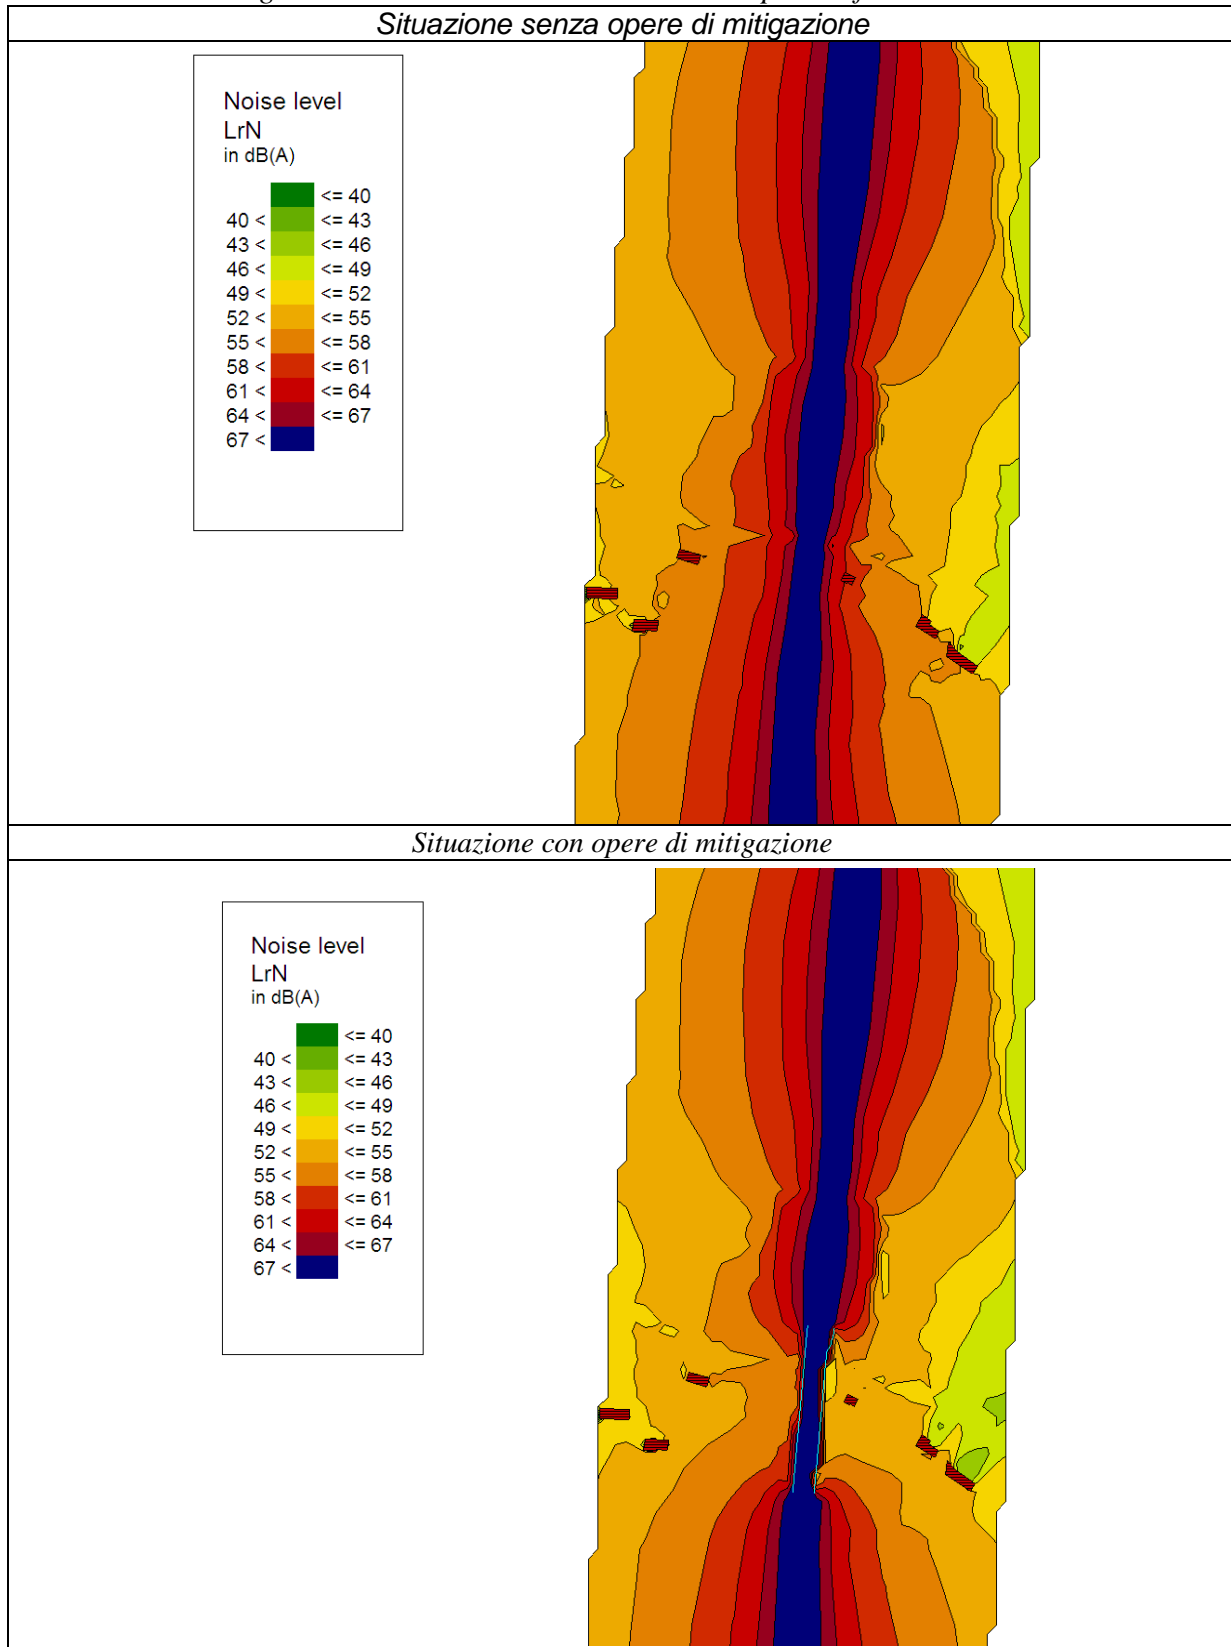 Situazione senza opere di mitigazione
Noise level
LrN
in dB(A)
<= 40
40 < <= 43
43 < <= 46
46 < <= 49
49 < <= 52
52 < <= 55
55 < <= 58
58 < <= 61
61 < <= 64
64 < <= 67
67 <
Situazione con opere di mitigazione
Noise level
LrN
in dB(A)
<= 40
40 < <= 43
43 < <= 46
46 < <= 49
49 < <= 52
52 < <= 55
55 < <= 58
58 < <= 61
61 < <= 64
64 < <= 67
67 <